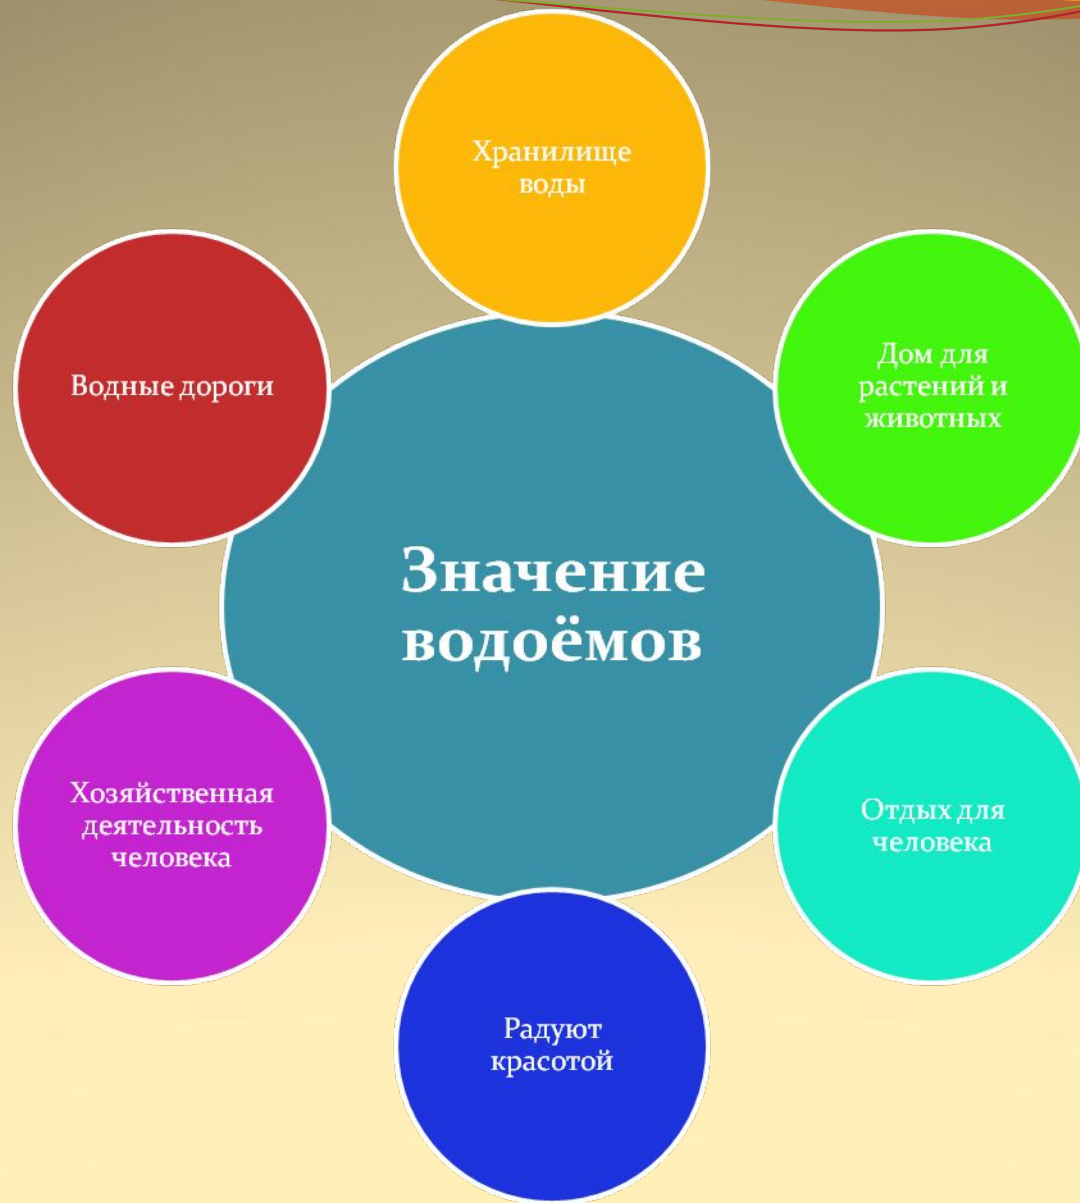 Хранилище
воды
Дом для
растений и
животных
Водные дороги
Значение
водоёмов
Хозяйственная
деятельность
человека
Отдых для
человека
Радуют
красотой